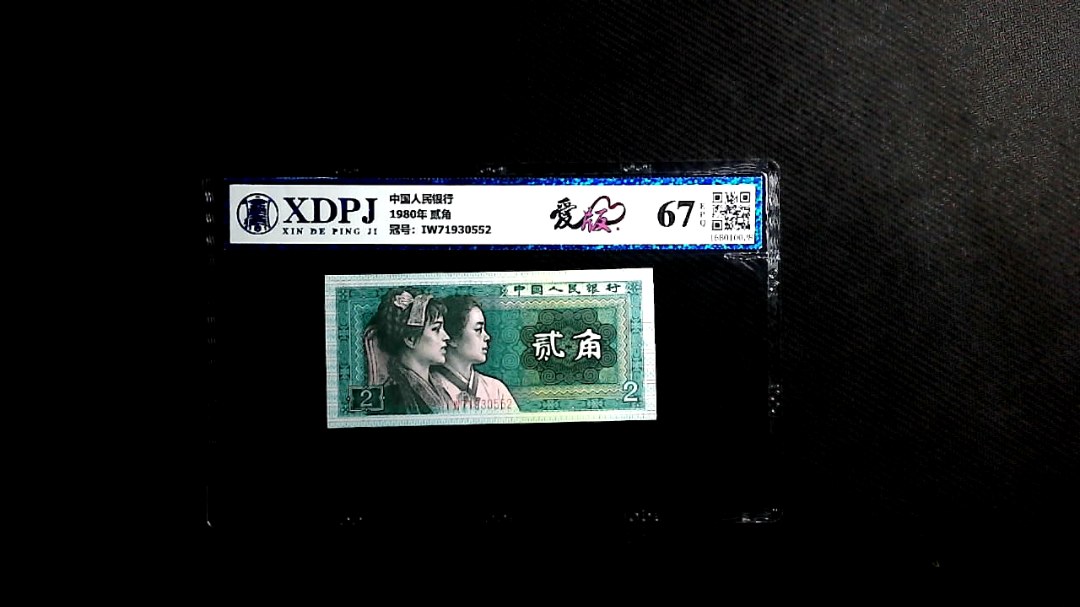 XDPJ
XIN DE PING JI
中国人民银行
1980年 贰角
冠号：IW71930552
爱版
67
EPQ
中国人民银行
贰角
2
2